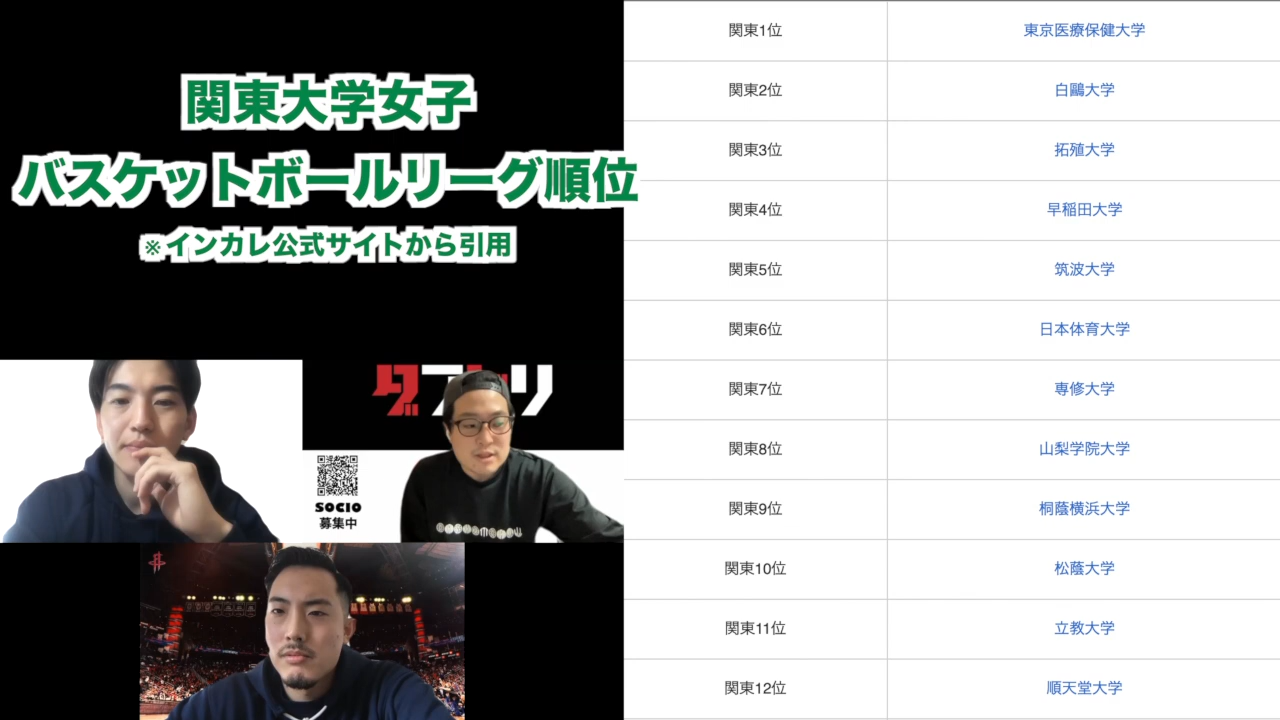 関東大学女子
バスケットボールリーグ順位
※インカレ公式サイトから引用
SOCIO
募集中
関東1位 東京医療保健大学
関東2位 白鷗大学
関東3位 拓殖大学
関東4位 早稲田大学
関東5位 筑波大学
関東6位 日本体育大学
関東7位 専修大学
関東8位 山梨学院大学
関東9位 桐蔭横浜大学
関東10位 松蔭大学
関東11位 立教大学
関東12位 順天堂大学